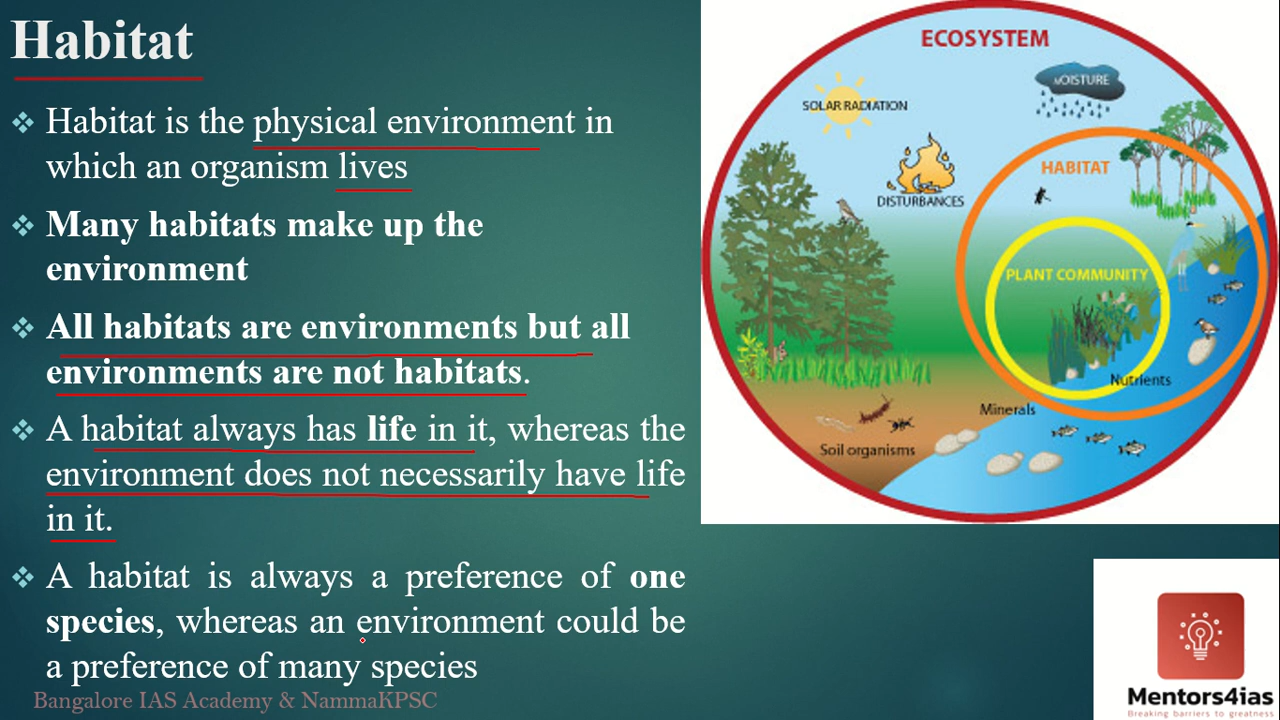 Habitat
❖ Habitat is the physical environment in
which an organism lives
❖ Many habitats make up the
environment
❖ All habitats are environments but all
environments are not habitats.
❖ A habitat always has life in it, whereas the
environment does not necessarily have life
in it.
❖ A habitat is always a preference of one
species, whereas an environment could be
a preference of many species
Bangalore IAS Academy & NammaKPSC
ECOSYSTEM
MOISTURE
SOLAR RADIATION
HABITAT
DISTURBANCES
PLANT COMMUNITY
Nutrients
Minerals
Soil organisms
Mentors4ias
Breaking barriers to greatness